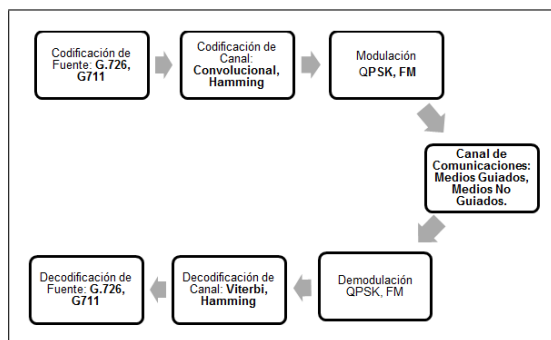 Codificación de
Fuente: G.726,
G711
Codificación de
Canal:
Convolucional,
Hamming
Modulación
QPSK, FM
Canal de
Comunicaciones:
Medios Guiados,
Medios No
Guiados.
Demodulación
QPSK, FM
Decodificación de
Canal: Viterbi,
Hamming
Decodificación de
Fuente: G.726,
G711